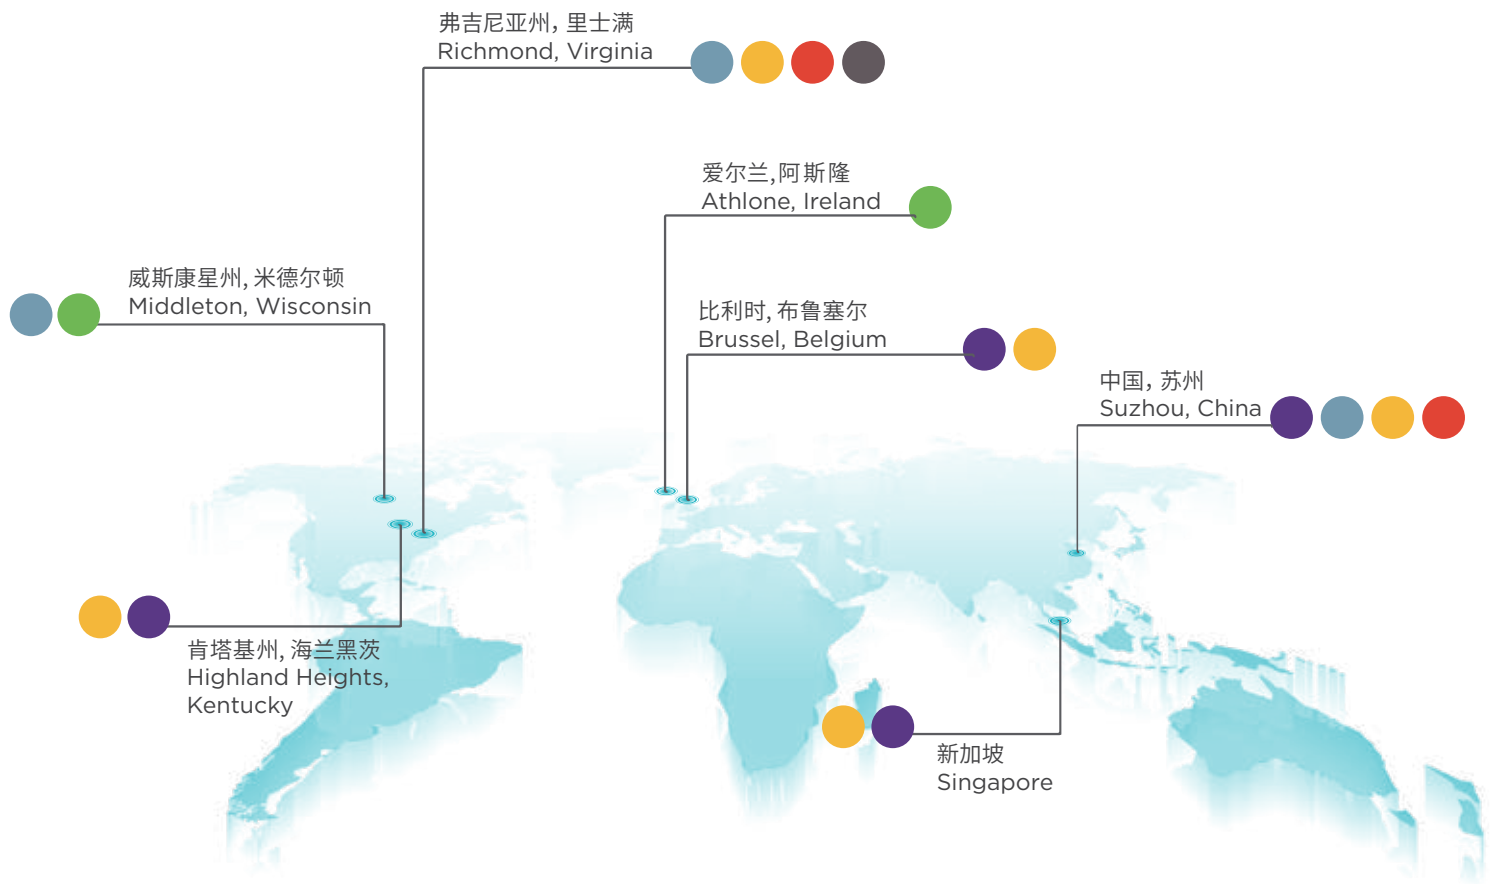 弗吉尼亚州，里士满
Richmond, Virginia
爱尔兰,阿斯隆
Athlone, Ireland
威斯康星州, 米德尔顿
Middleton, Wisconsin
比利时, 布鲁塞尔
Brussel, Belgium
中国，苏州
Suzhou, China
肯塔基州, 海兰黑茨
Highland Heights,
Kentucky
新加坡
Singapore